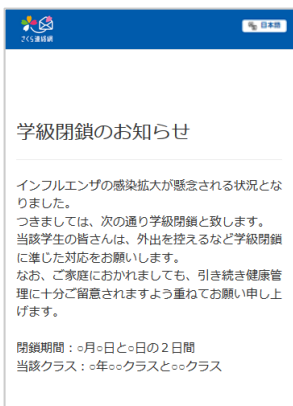 さくら連絡網
日本語
学級閉鎖のお知らせ
インフルエンザの感染拡大が懸念される状況とな
りました。
つきましては、次の通り学級閉鎖と致します。
当該学生の皆さんは、外出を控えるなど学級閉鎖
に準じた対応をお願いします。
なお、ご家庭におかれましても、引き続き健康管
理に十分ご留意されますよう重ねてお願い申し上
げます。
閉鎖期間：○月○日と○日の２日間
当該クラス：○年○○クラスと○○クラス